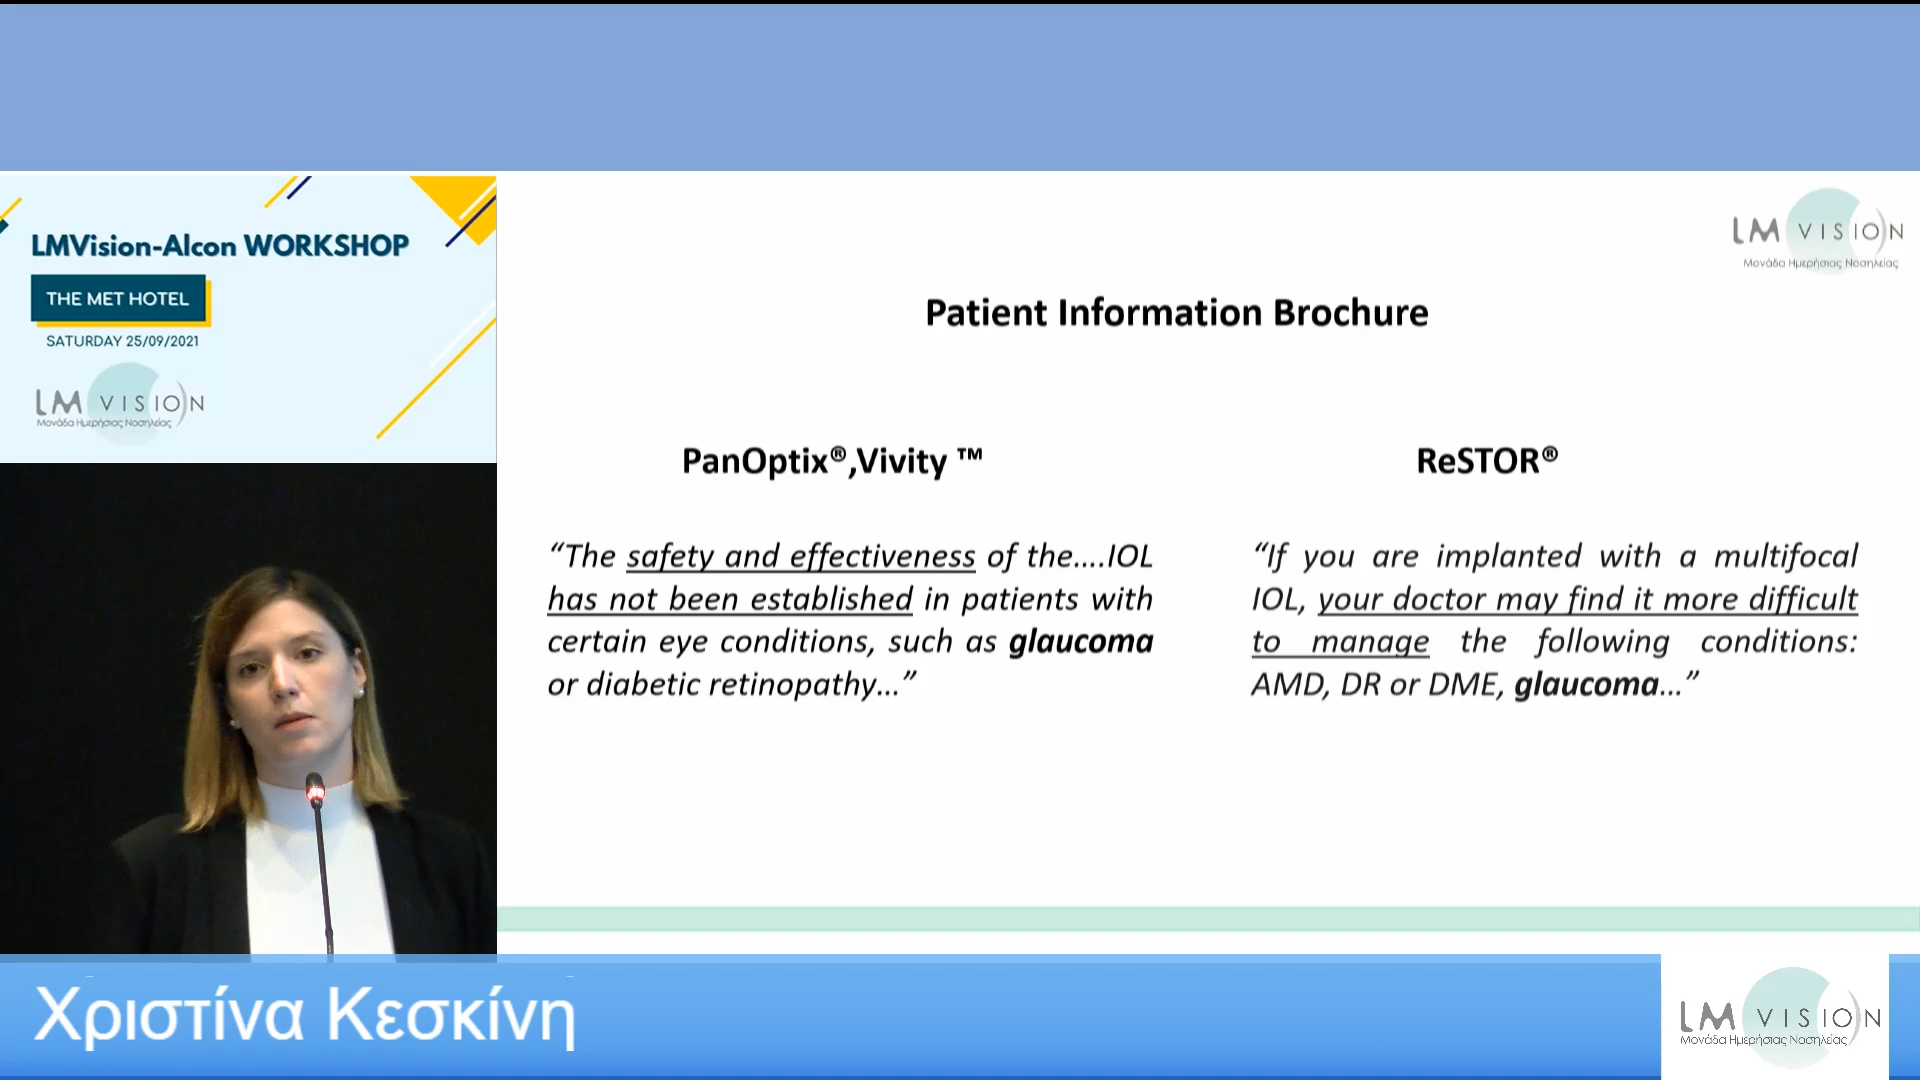 LMVision-Alcon WORKSHOP
THE MET HOTEL
SATURDAY 25/09/2021
LM VISION
Μονάδα Ημερήσιας Νοσηλείας
LM VISION
Μονάδα Ημερήσιας Νοσηλείας
Patient Information Brochure
PanOptix®,Vivity ™
“The safety and effectiveness of the....IOL
has not been established in patients with
certain eye conditions, such as glaucoma
or diabetic retinopathy...”
ReSTOR®
“If you are implanted with a multifocal
IOL, your doctor may find it more difficult
to manage the following conditions:
AMD, DR or DME, glaucoma...”
Χριστίνα Κεσκίνη
LM VISION
Μονάδα Ημερήσιας Νοσηλείας